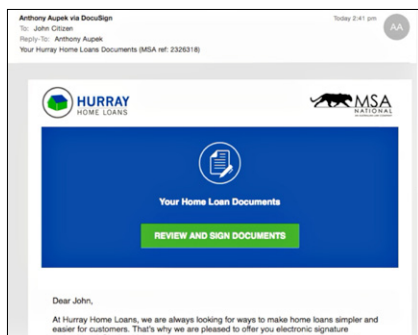 Anthony Aupek via DocuSign
Today 2:41 pm
To: John Citizen
AA
Reply-To: Anthony Aupek
Your Hurray Home Loans Documents (MSA ref: 2326318)
HURRAY
HOME LOANS
MSA
NATIONAL
Your Home Loan Documents
REVIEW AND SIGN DOCUMENTS
Dear John,
At Hurray Home Loans, we are always looking for ways to make home loans simpler and
easier for customers. That's why we are pleased to offer you electronic signature